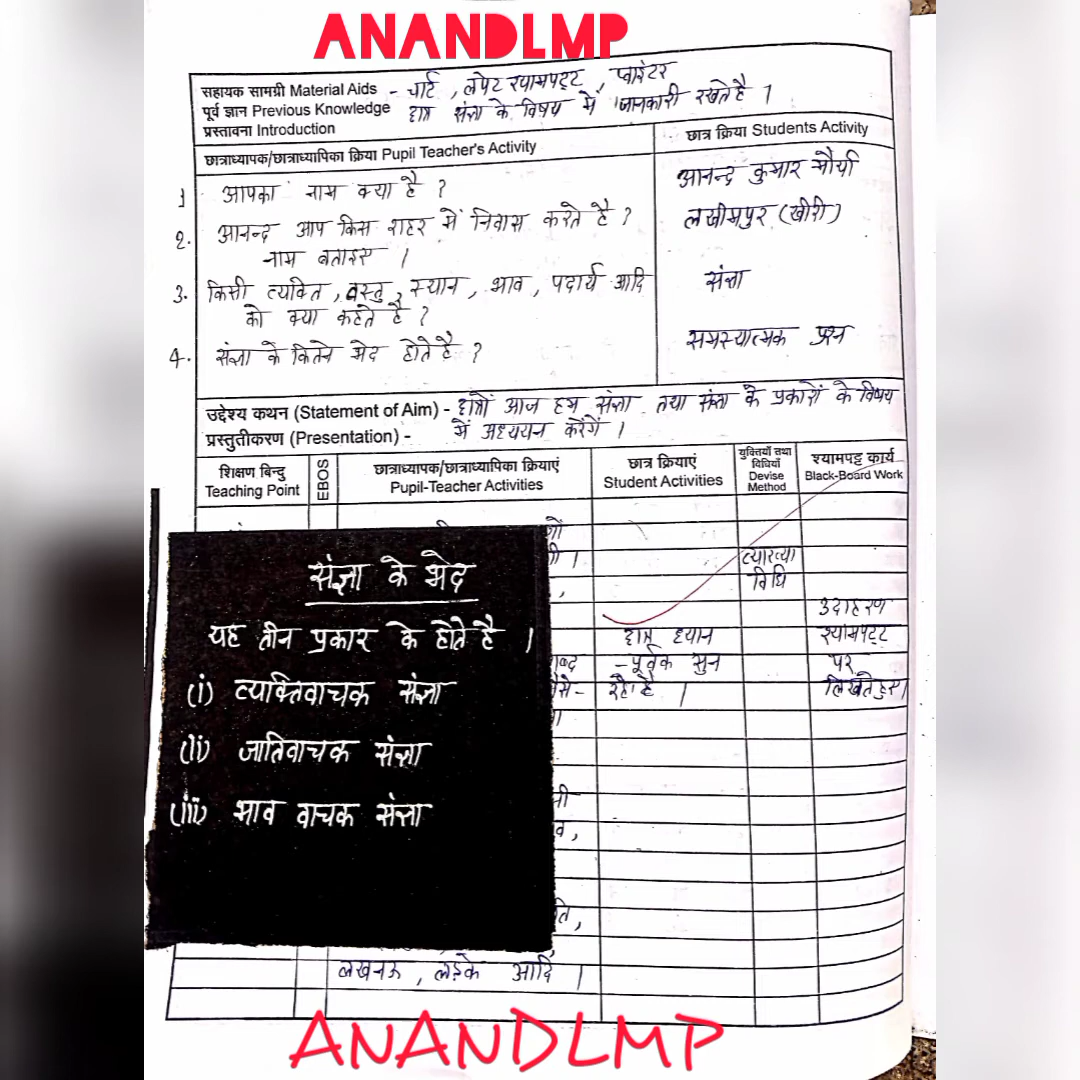 ANANDLMP
सहायक सामग्री Material Aids - चार्ट, लपेट श्यामपट्ट, प्वाइंटर
पूर्व ज्ञान Previous Knowledge छात्र संज्ञा के विषय में जानकारी रखते है ।
प्रस्तावना Introduction
छात्राध्यापक/छात्राध्यापिका क्रिया Pupil Teacher's Activity
छात्र क्रिया Students Activity
1 आपका नाम क्या है ?
आनन्द कुमार मौर्या
2. आनन्द आप किस शहर में निवास करते है ?
नाम बताइए ।
लखीमपुर (खीरी)
3. किसी व्यक्ति, वस्तु, स्थान, भाव, पदार्थ आदि
को क्या कहते है ?
संज्ञा
4. संज्ञा के कितने भेद होते है ?
समस्यात्मक प्रश्न
उद्देश्य कथन (Statement of Aim) - छात्रों आज हम संज्ञा तथा संज्ञा के प्रकारों के विषय
प्रस्तुतीकरण (Presentation) - में अध्ययन करेंगें ।
शिक्षण बिन्दु
Teaching Point
EBOS
छात्राध्यापक/छात्राध्यापिका क्रियाएं
Pupil-Teacher Activities
छात्र क्रियाएं
Student Activities
युक्तियाँ तथा
विधियाँ
Devise
Method
श्यामपट्ट कार्य
Black-Board Work
संज्ञा के भेद
यह तीन प्रकार के होते है ।
(i) व्यक्तिवाचक संज्ञा
(ii) जातिवाचक संज्ञा
(iii) भाव वाचक संज्ञा
लखनऊ, लड़के आदि ।
छात्र ध्यान
-पूर्वक सुन
रहे है ।
व्याख्या
विधि
उदाहरण
श्यामपट्ट
पर
लिखते हुए।
ANANDLMP